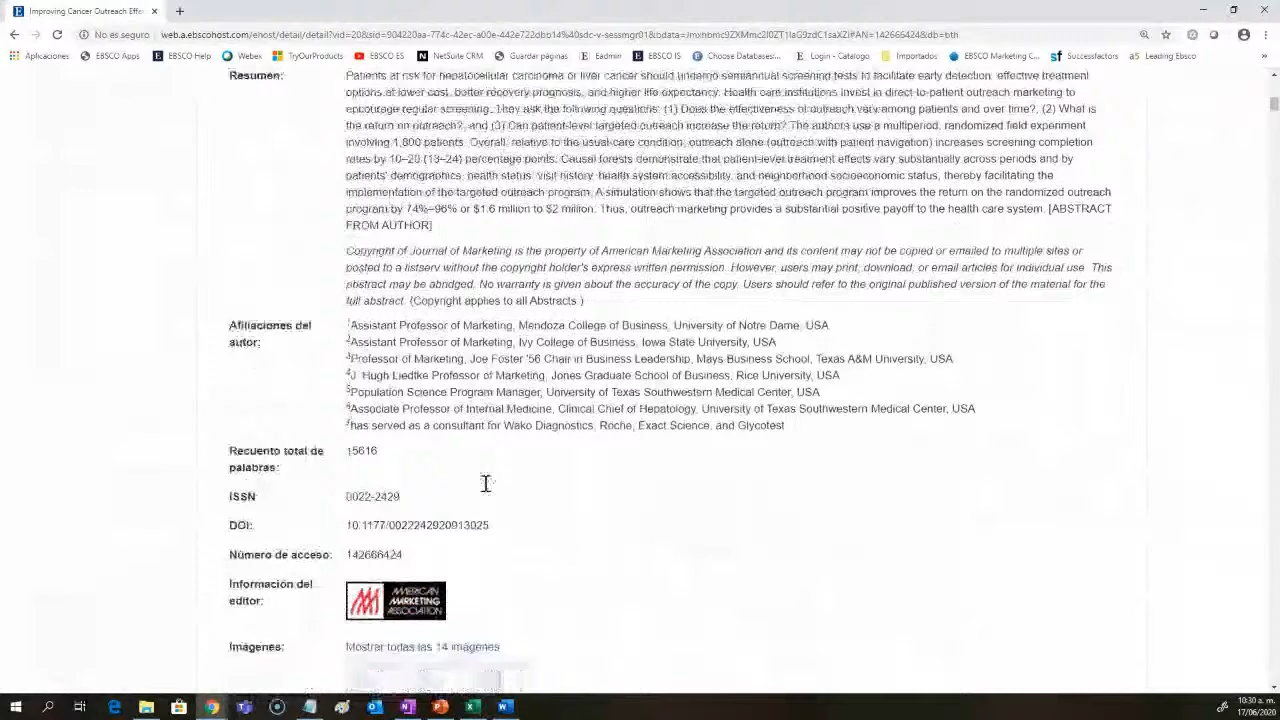 Improving Cancer Outreach Effe
No es seguro
web.a.ebscohost.com/ehost/detail/detail?vid=20&sid=904220aa-774c-4d40-a58c-442e722dbb14%40sdc-v-sessmgr01&bdata=Jmxhbmc9ZXMmc2l0ZT1laG9zdC1saXZl#AN=142666424&db=bth
Aplicaciones
EBSCO Apps
EBSCO Host
Webex
TryOurProducts
EBSCO ES
NetSuite CRM
Guardar páginas
Eadmin
EBSCO IS
Choose Databases:...
Login - Catálogo
Importados
EBSCO Marketing C...
Successfactors
Leading Ebsco
Resumen:
Patients at risk for hepatocellular carcinoma or liver cancer should undergo semiannual screening tests to facilitate early detection, effective treatment
options at lower cost, better recovery prognosis, and higher life expectancy. Health care institutions invest in direct-to-patient outreach marketing to
encourage regular screening. They ask the following questions: (1) Does the effectiveness of outreach vary among patients and over time?, (2) What is
the return on outreach?, and (3) Can patient-level targeted outreach increase the return? The authors use a multiperiod, randomized field experiment
involving 1,800 patients. Overall, relative to the usual-care condition, outreach alone (outreach with patient navigation) increases screening completion
rates by 10–20 (13–24) percentage points. Causal forests demonstrate that patient-level treatment effects vary substantially across periods and by
patients' demographics, health status, visit history, health system accessibility, and neighborhood socioeconomic status, thereby facilitating the
implementation of the targeted outreach program. A simulation shows that the targeted outreach program improves the return on the randomized outreach
program by 74%–96% or $1.6 million to $2 million. Thus, outreach marketing provides a substantial positive payoff to the health care system. [ABSTRACT
FROM AUTHOR]
Copyright of Journal of Marketing is the property of American Marketing Association and its content may not be copied or emailed to multiple sites or
posted to a listserv without the copyright holder's express written permission. However, users may print, download, or email articles for individual use. This
abstract may be abridged. No warranty is given about the accuracy of the copy. Users should refer to the original published version of the material for the
full abstract. (Copyright applies to all Abstracts.)
Afiliaciones del
autor:
1Assistant Professor of Marketing, Mendoza College of Business, University of Notre Dame, USA
2Assistant Professor of Marketing, Ivy College of Business, Iowa State University, USA
3Professor of Marketing, Joe Foster '56 Chair in Business Leadership, Mays Business School, Texas A&M University, USA
4J. Hugh Liedtke Professor of Marketing, Jones Graduate School of Business, Rice University, USA
5Population Science Program Manager, University of Texas Southwestern Medical Center, USA
6Associate Professor of Internal Medicine, Clinical Chief of Hepatology, University of Texas Southwestern Medical Center, USA
7has served as a consultant for Wako Diagnostics, Roche, Exact Science, and Glycotest
Recuento total de
palabras:
15616
ISSN:
0022-2429
DOI:
10.1177/0022242920913025
Número de acceso:
142666424
Información del
editor:
AMERICAN
MARKETING
ASSOCIATION
Imágenes:
Mostrar todas las 14 imágenes
10:30 a. m.
17/06/2020